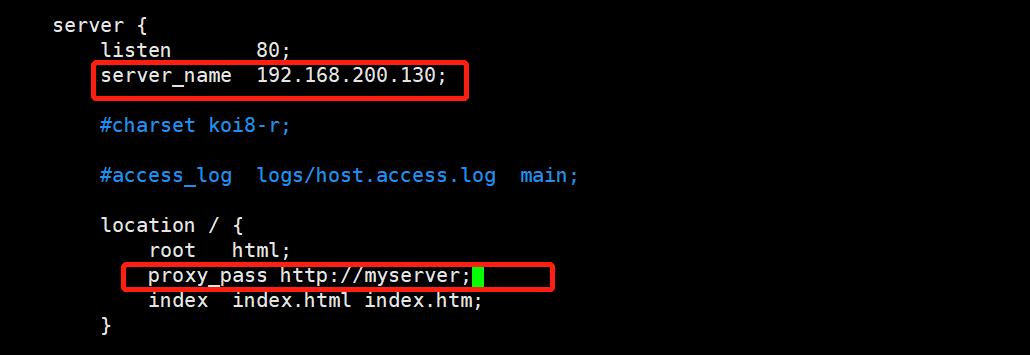 server {
listen       80;
server_name  192.168.200.130;
#charset koi8-r;
#access_log  logs/host.access.log  main;
location / {
root   html;
proxy_pass http://myserver;
index  index.html index.htm;
}